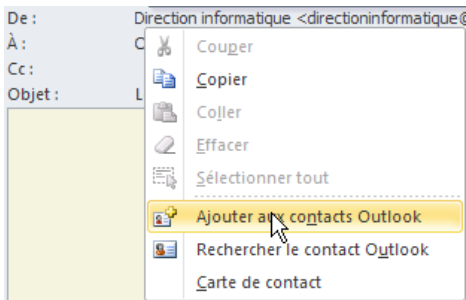 De : Direction informatique <directioninformatique@
À :
Cc :
Objet :
Couper
Copier
Coller
Effacer
Sélectionner tout
Ajouter aux contacts Outlook
Rechercher le contact Outlook
Carte de contact